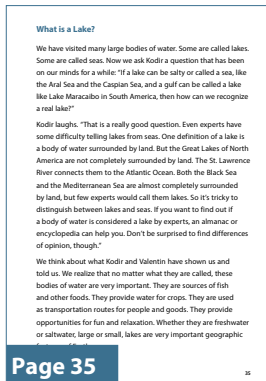 What is a Lake?
We have visited many large bodies of water. Some are called lakes.
Some are called seas. Now we ask Kodir a question that has been
on our minds for a while: "If a lake can be salty or called a sea, like
the Aral Sea and the Caspian Sea, and a gulf can be called a lake
like Lake Maracaibo in South America, then how can we recognize
a real lake?"
Kodir laughs. "That is a really good question. Even experts have
some difficulty telling lakes from seas. One definition of a lake is
a body of water surrounded by land. But the Great Lakes of North
America are not completely surrounded by land. The St. Lawrence
River connects them to the Atlantic Ocean. Both the Black Sea
and the Mediterranean Sea are almost completely surrounded
by land, but few experts would call them lakes. So it's tricky to
distinguish between lakes and seas. If you want to find out if
a body of water is considered a lake by experts, an almanac or
encyclopedia can help you. Don't be surprised to find differences
of opinion, though."
We think about what Kodir and Valentin have shown us and
told us. We realize that no matter what they are called, these
bodies of water are very important. They are sources of fish
and other foods. They provide water for crops. They are used
as transportation routes for people and goods. They provide
opportunities for fun and relaxation. Whether they are freshwater
or saltwater, large or small, lakes are very important geographic
Page 35
35